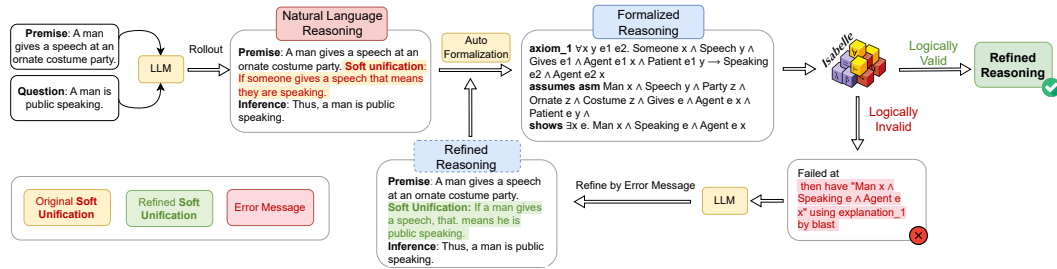 Premise: A man
gives a speech at an
ornate costume party.
Question: A man is
public speaking.
LLM
Rollout
Natural Language
Reasoning
Premise: A man gives a speech at an
ornate costume party. Soft unification:
If someone gives a speech that means
they are speaking.
Inference: Thus, a man is public
speaking.
Auto
Formalization
Formalized
Reasoning
axiom_1 ∀x y e1 e2. Someone x ∧ Speech y ∧
Gives e1 ∧ Agent e1 x ∧ Patient e1 y ⟶ Speaking
e2 ∧ Agent e2 x
assumes asm Man x ∧ Speech y ∧ Party z ∧
Ornate z ∧ Costume z ∧ Gives e ∧ Agent e x ∧
Patient e y ∧
shows ∃x e. Man x ∧ Speaking e ∧ Agent e x
Isabelle
Logically
Valid
Refined
Reasoning
Logically
Invalid
Failed at
then have "Man x ∧
Speaking e ∧ Agent e
x" using explanation_1
by blast
LLM
Refine by Error Message
Refined
Reasoning
Premise: A man gives a speech
at an ornate costume party.
Soft Unification: If a man gives
a speech, that. means he is
public speaking.
Inference: Thus, a man is public
speaking.
Original Soft
Unification
Refined Soft
Unification
Error Message